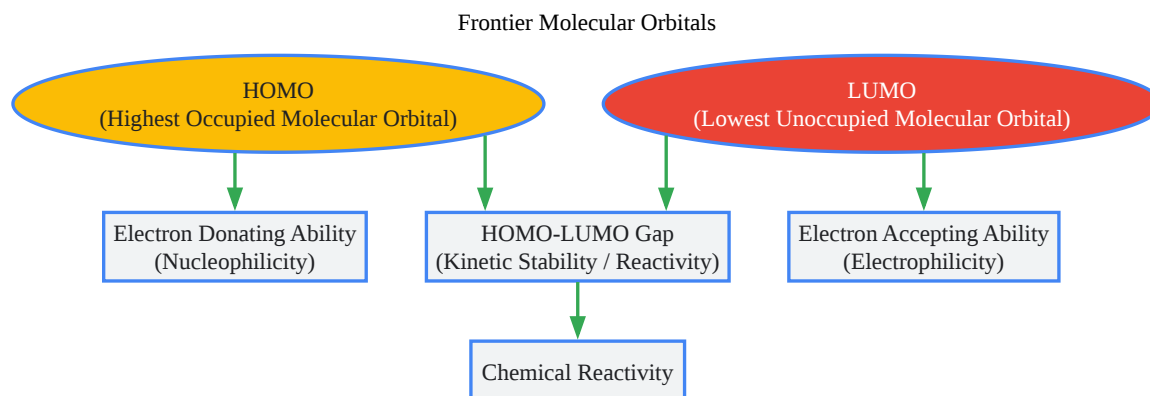 Frontier Molecular Orbitals
HOMO
(Highest Occupied Molecular Orbital)
LUMO
(Lowest Unoccupied Molecular Orbital)
Electron Donating Ability
(Nucleophilicity)
HOMO-LUMO Gap
(Kinetic Stability / Reactivity)
Electron Accepting Ability
(Electrophilicity)
Chemical Reactivity